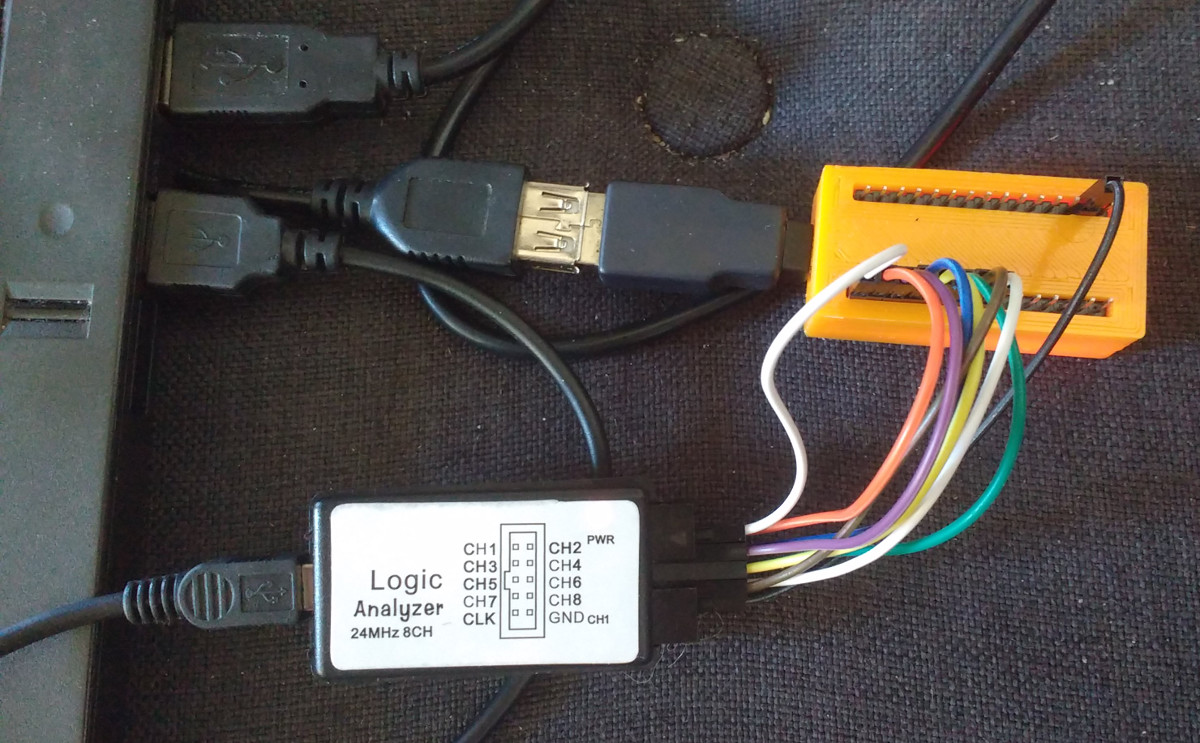 Logic
Analyzer
24MHz 8CH
CH1 CH2 PWR
CH3 CH4
CH5 CH6
CH7 CH8
CLK GND CH1